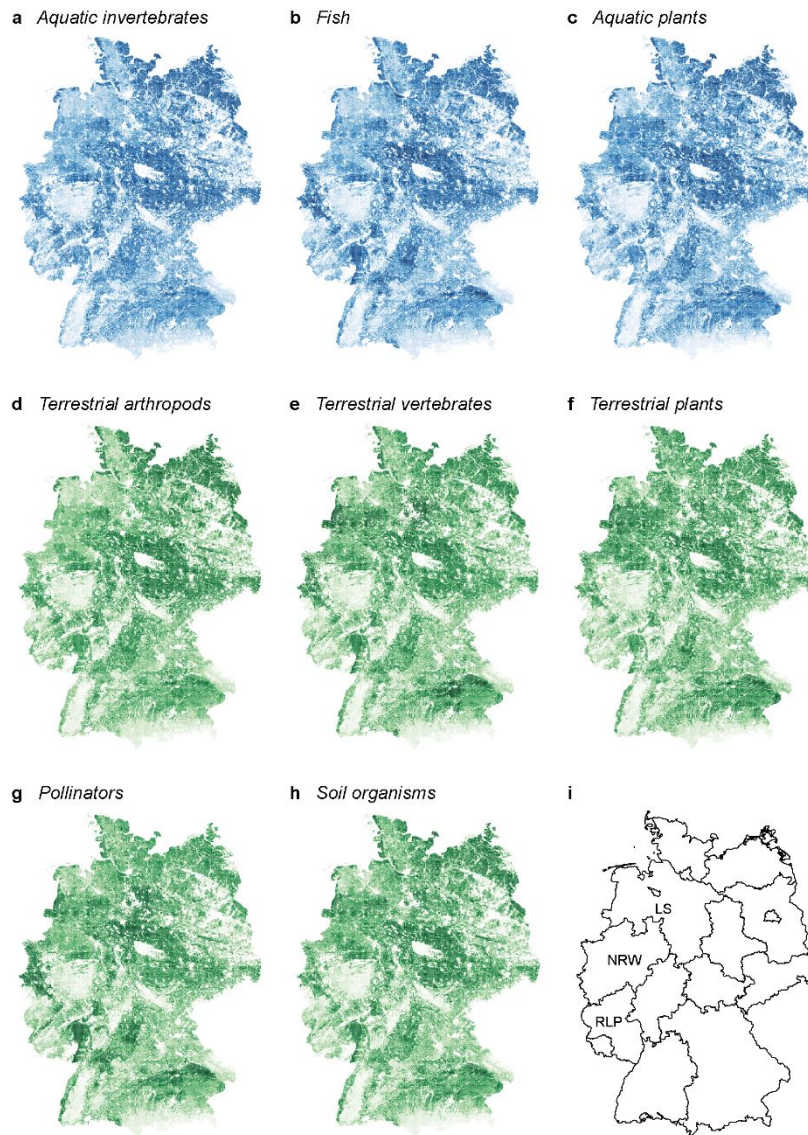 a Aquatic invertebrates
b Fish
c Aquatic plants
d Terrestrial arthropods
e Terrestrial vertebrates
f Terrestrial plants
g Pollinators
h Soil organisms
i
LS
NRW
RLP